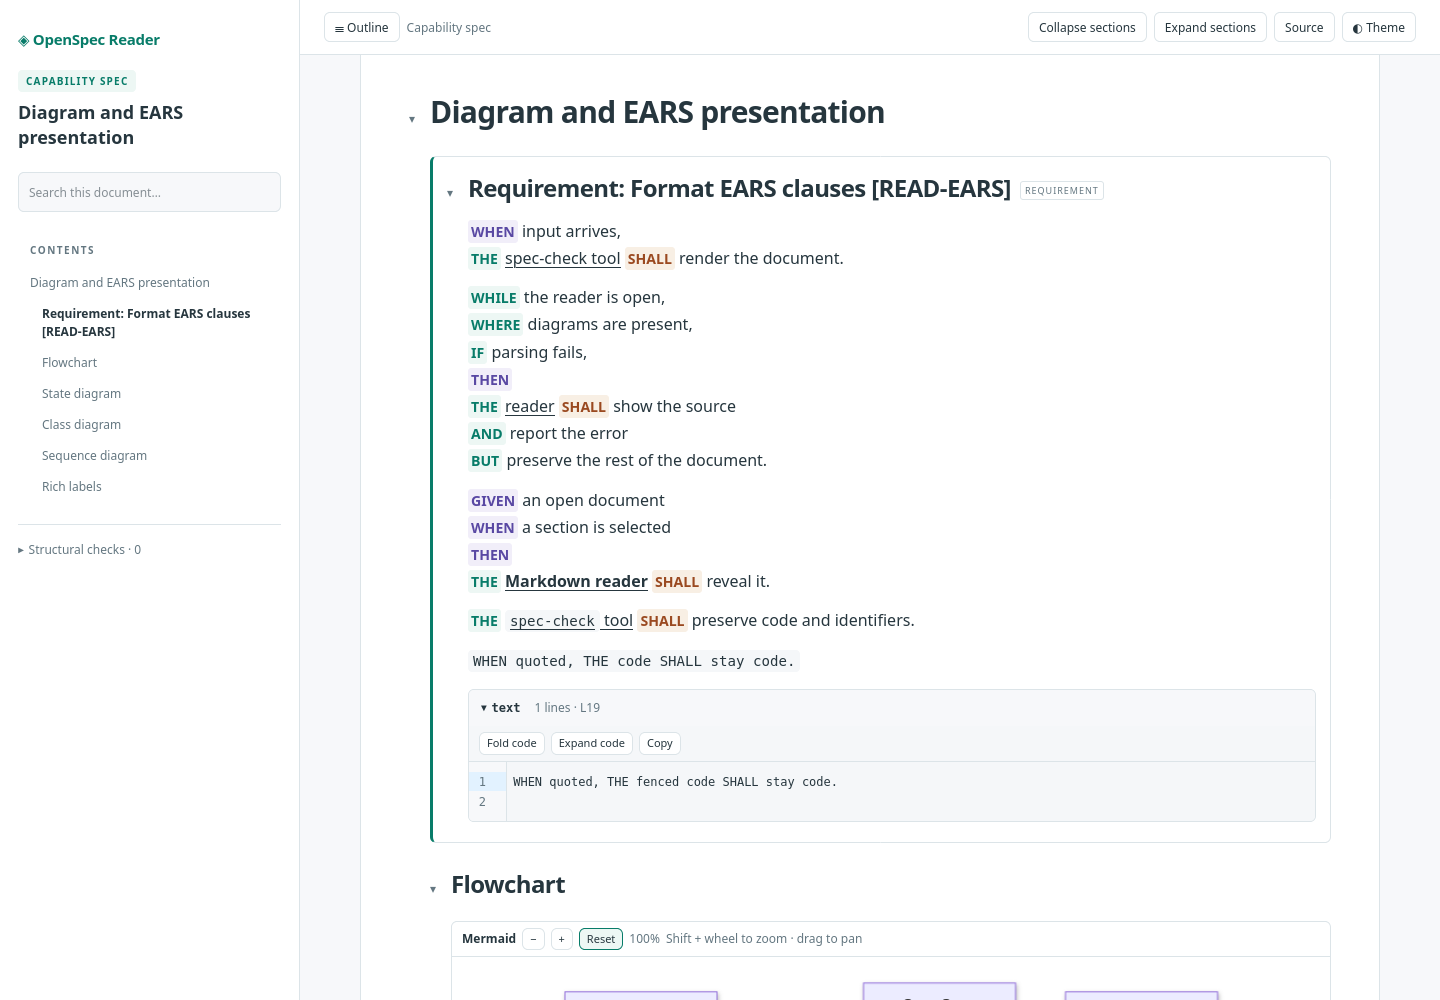 ◈ OpenSpec Reader
CAPABILITY SPEC
Diagram and EARS
presentation
Search this document...
CONTENTS
Diagram and EARS presentation
Requirement: Format EARS clauses
[READ-EARS]
Flowchart
State diagram
Class diagram
Sequence diagram
Rich labels
▸ Structural checks · 0
☰ Outline Capability spec
Collapse sections Expand sections Source ◐ Theme
▾ Diagram and EARS presentation
▾ Requirement: Format EARS clauses [READ-EARS] REQUIREMENT
WHEN input arrives,
THE spec-check tool SHALL render the document.
WHILE the reader is open,
WHERE diagrams are present,
IF parsing fails,
THEN
THE reader SHALL show the source
AND report the error
BUT preserve the rest of the document.
GIVEN an open document
WHEN a section is selected
THEN
THE Markdown reader SHALL reveal it.
THE spec-check tool SHALL preserve code and identifiers.
WHEN quoted, THE code SHALL stay code.
▾ text 1 lines · L19
Fold code Expand code Copy
1 WHEN quoted, THE fenced code SHALL stay code.
2
▾ Flowchart
Mermaid − + Reset 100% Shift + wheel to zoom · drag to pan